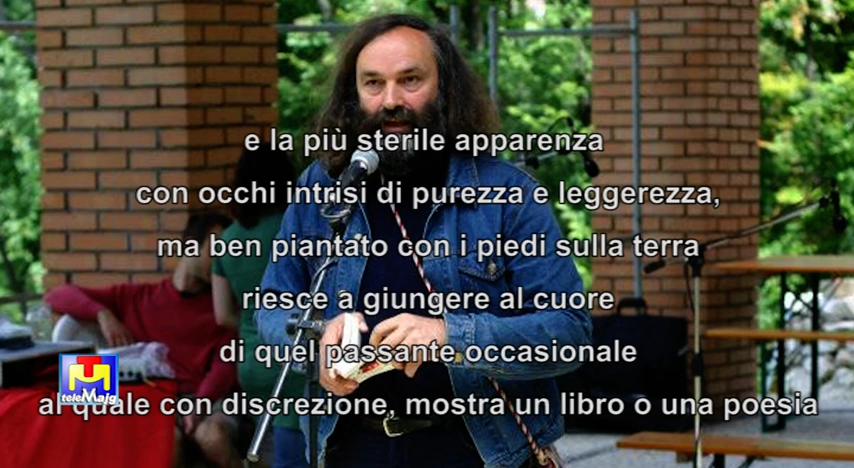 e la più sterile apparenza
con occhi intrisi di purezza e leggerezza,
ma ben piantato con i piedi sulla terra
riesce a giungere al cuore
di quel passante occasionale
al quale con discrezione, mostra un libro o una poesia
teleMajg